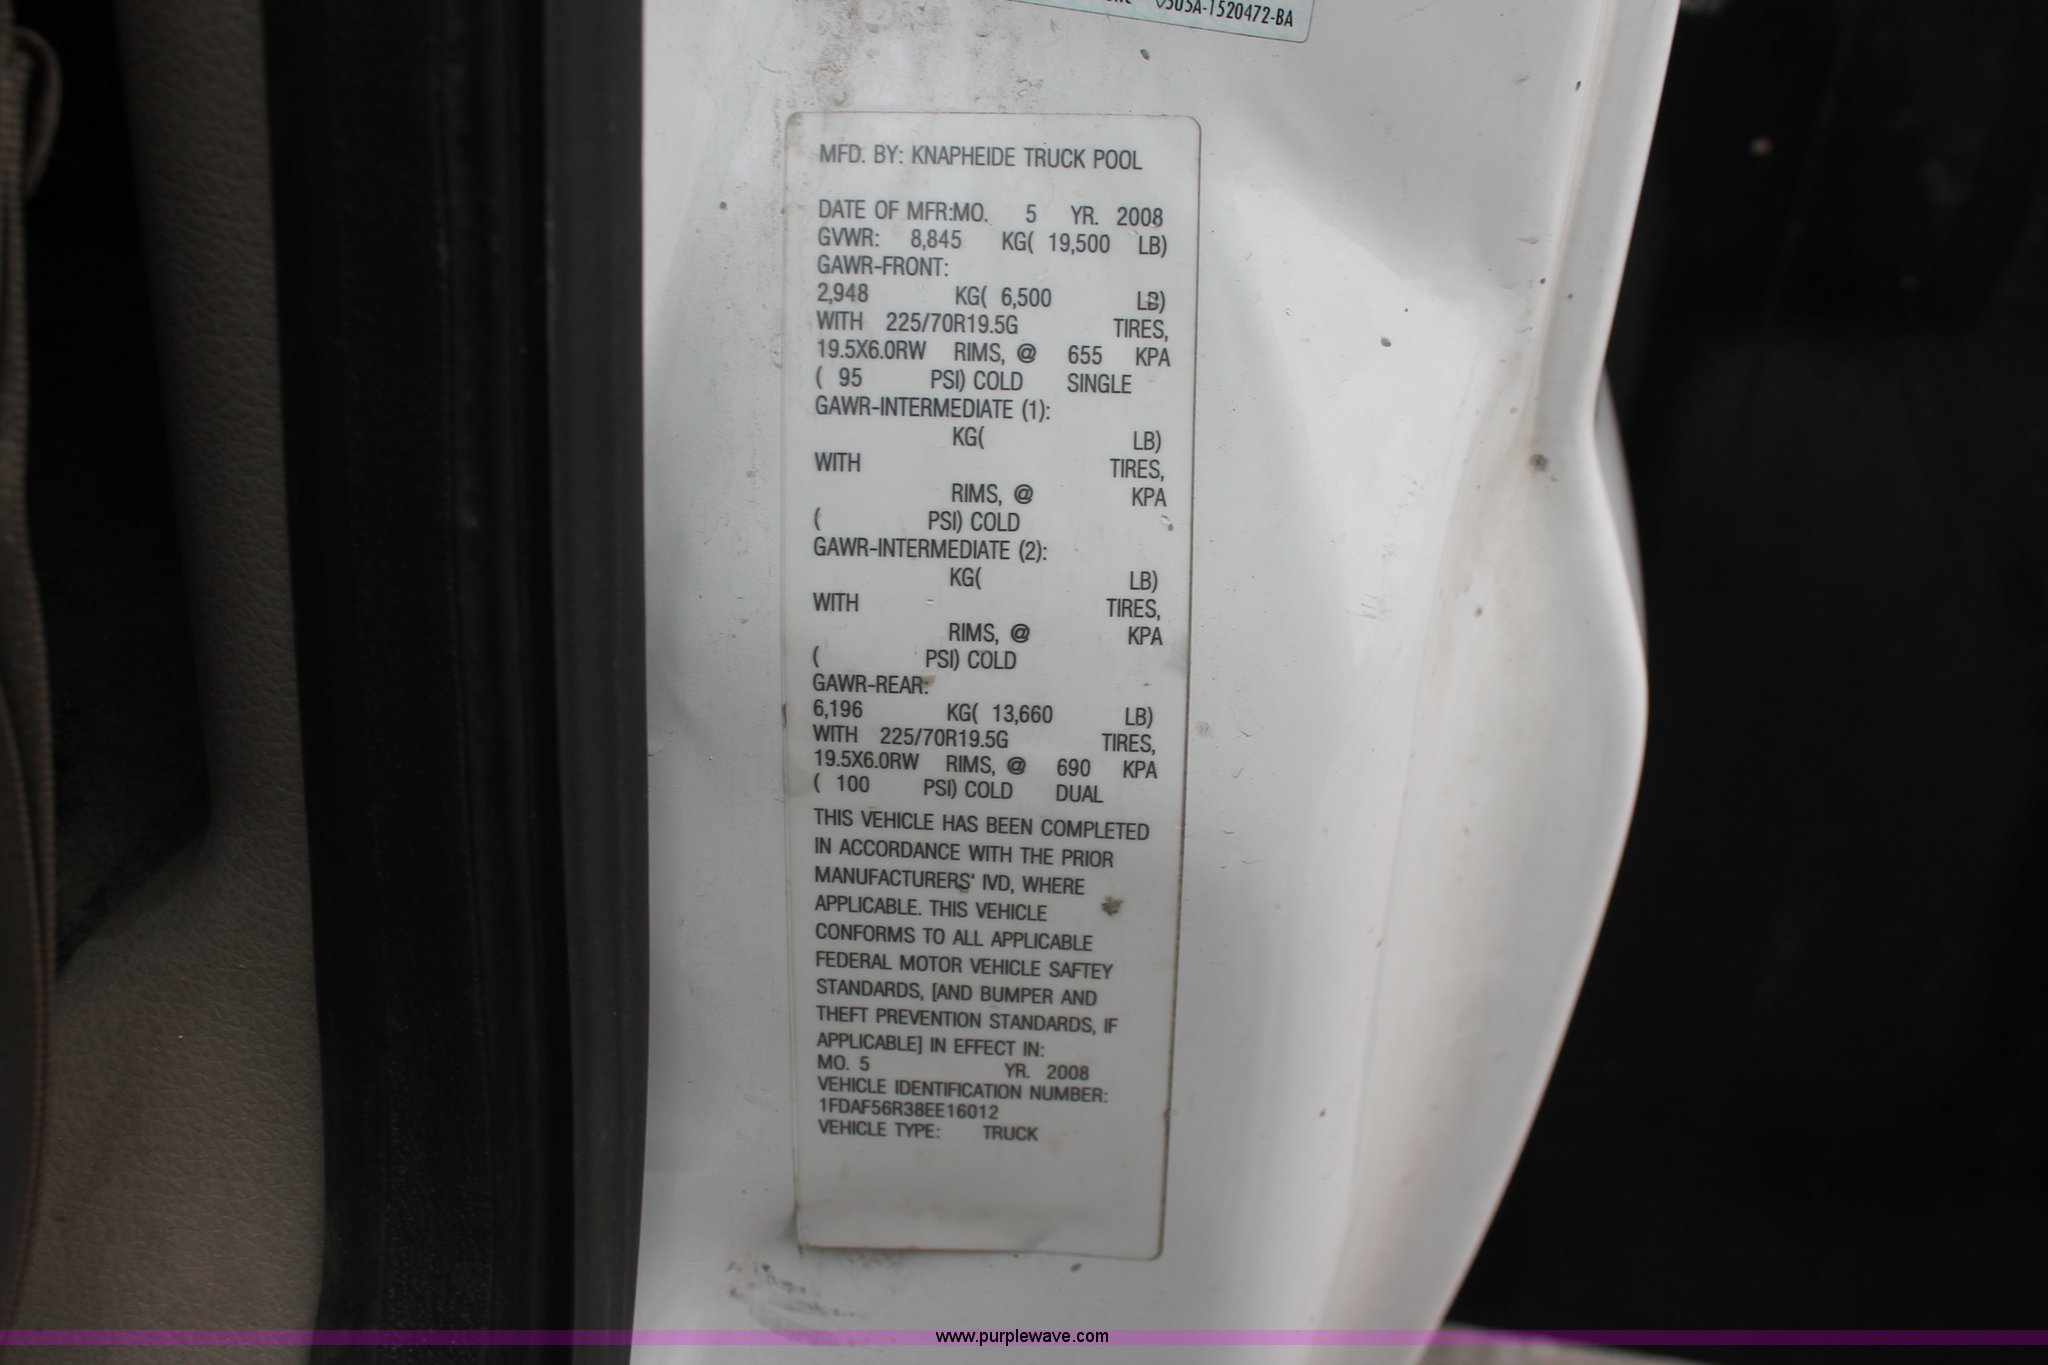 05A-1520472-BA
MFD. BY: KNAPHEIDE TRUCK POOL
DATE OF MFR:MO. 5 YR. 2008
GVWR: 8,845 KG( 19,500 LB)
GAWR-FRONT:
2,948 KG( 6,500 LB)
WITH 225/70R19.5G TIRES,
19.5X6.0RW RIMS, @ 655 KPA
( 95 PSI) COLD SINGLE
GAWR-INTERMEDIATE (1):
KG( LB)
WITH TIRES,
RIMS, @ KPA
( PSI) COLD
GAWR-INTERMEDIATE (2):
KG( LB)
WITH TIRES,
RIMS, @ KPA
( PSI) COLD
GAWR-REAR:
6,196 KG( 13,660 LB)
WITH 225/70R19.5G TIRES,
19.5X6.0RW RIMS, @ 690 KPA
( 100 PSI) COLD DUAL
THIS VEHICLE HAS BEEN COMPLETED
IN ACCORDANCE WITH THE PRIOR
MANUFACTURERS' IVD, WHERE
APPLICABLE. THIS VEHICLE
CONFORMS TO ALL APPLICABLE
FEDERAL MOTOR VEHICLE SAFTEY
STANDARDS, [AND BUMPER AND
THEFT PREVENTION STANDARDS, IF
APPLICABLE] IN EFFECT IN:
MO. 5 YR. 2008
VEHICLE IDENTIFICATION NUMBER:
1FDAF56R38EE16012
VEHICLE TYPE: TRUCK
www.purplewave.com